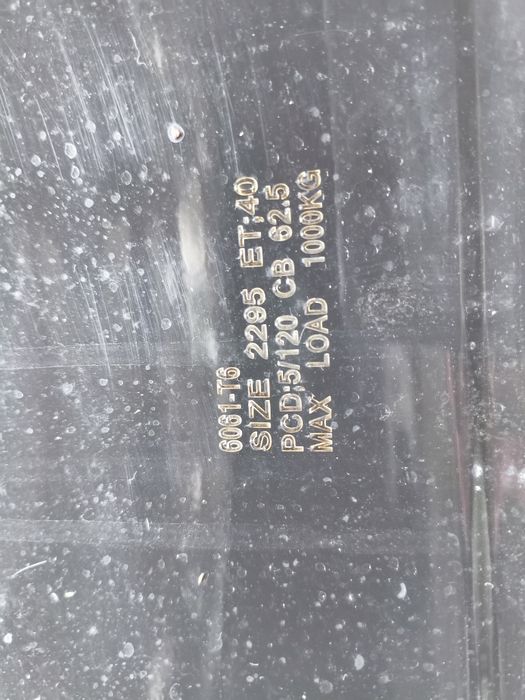 6061-T6
SIZE 2295 ET;40
PCD;5/120 CB 62.5
MAX LOAD 1000KG